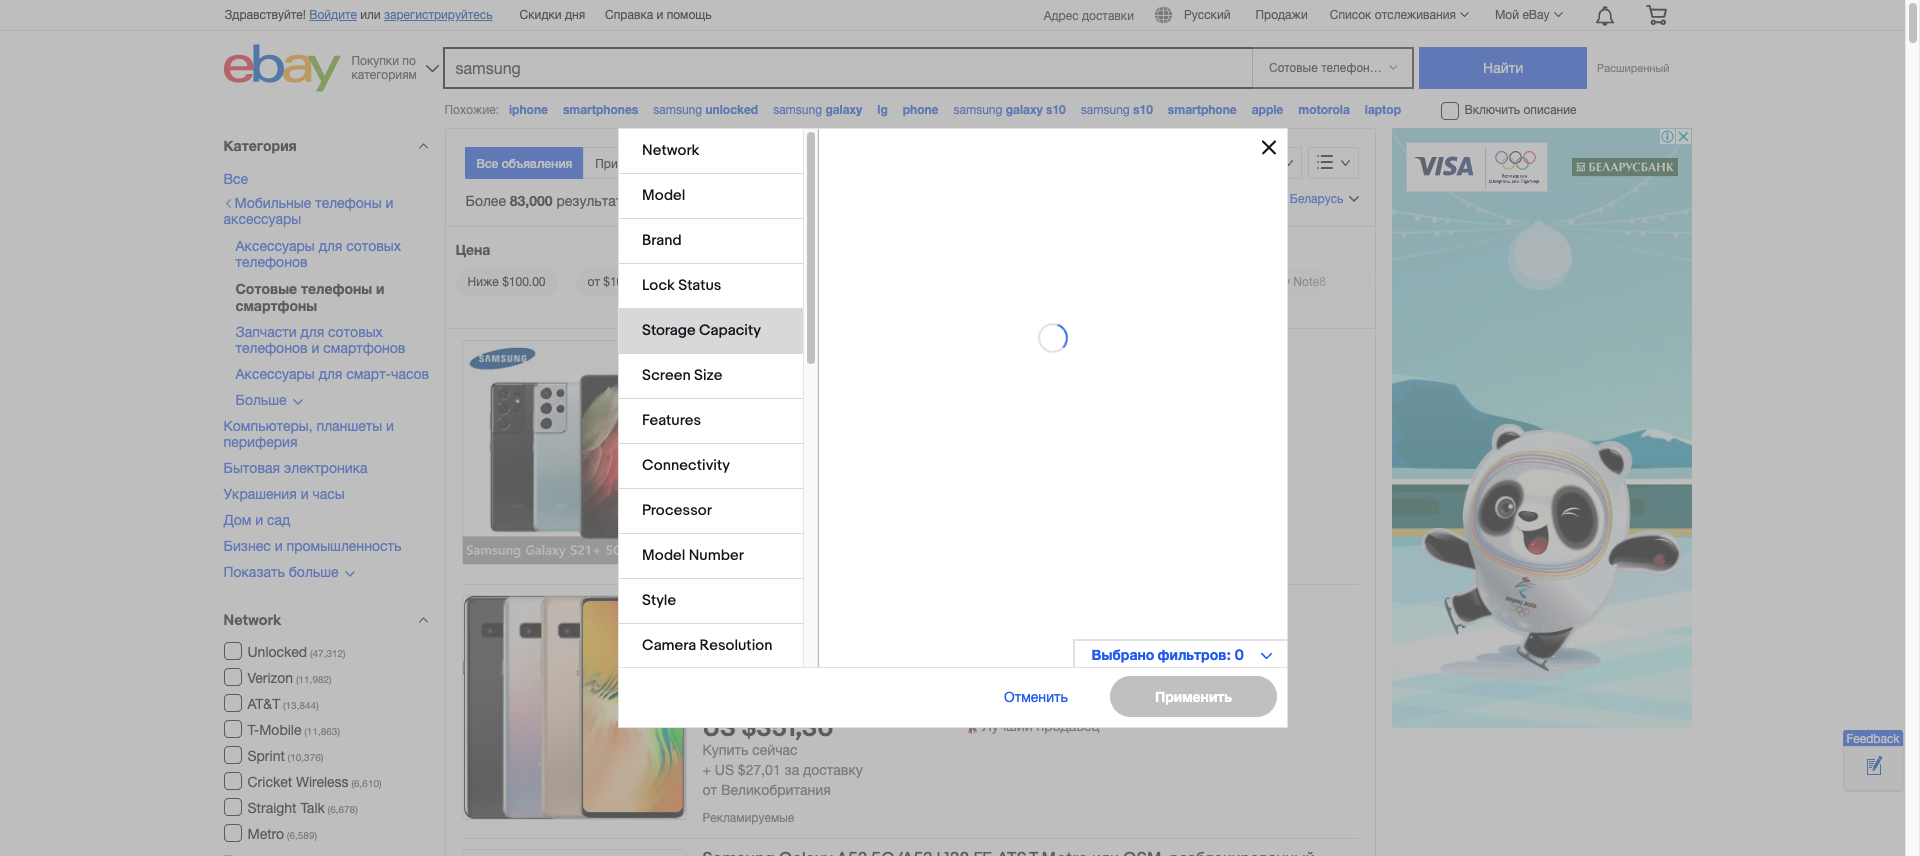 Здравствуйте! Войдите или зарегистрируйтесь
Скидки дня
Справка и помощь
Адрес доставки
Русский
Продажи
Список отслеживания
Мой eBay
ebay
Покупки по
категориям
samsung
Сотовые телефон...
Найти
Расширенный
Похожие: iphone smartphones samsung unlocked samsung galaxy lg phone samsung galaxy s10 samsung s10 smartphone apple motorola laptop
Включить описание
Категория
Все
Мобильные телефоны и
аксессуары
Аксессуары для сотовых
телефонов
Сотовые телефоны и
смартфоны
Запчасти для сотовых
телефонов и смартфонов
Аксессуары для смарт-часов
Больше
Компьютеры, планшеты и
периферия
Бытовая электроника
Украшения и часы
Дом и сад
Бизнес и промышленность
Показать больше
Network
Unlocked (47,312)
Verizon (11,982)
AT&T (13,844)
T-Mobile (11,863)
Sprint (10,376)
Cricket Wireless (6,610)
Straight Talk (6,678)
Metro (6,589)
Все объявления
При
Более 83,000 результат
Беларусь
Цена
Ниже $100.00
от $10
Note8
SAMSUNG
Samsung Galaxy S21+ 5G
Network
Model
Brand
Lock Status
Storage Capacity
Screen Size
Features
Connectivity
Processor
Model Number
Style
Camera Resolution
Выбрано фильтров: 0
Отменить
Применить
US $351,30
Лучший продавец
Купить сейчас
+ US $27,01 за доставку
от Великобритания
Рекламируемые
VISA
БЕЛАРУСБАНК
Feedback